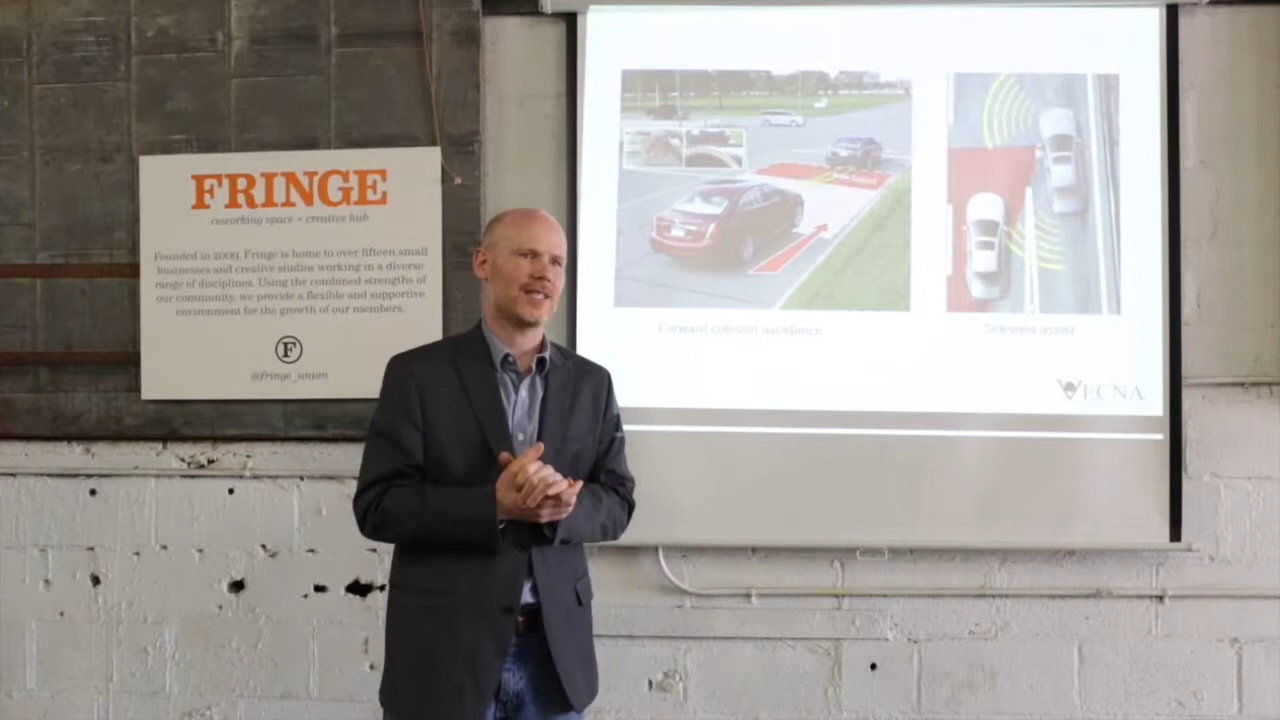 FRINGE
coworking space + creative hub
Founded in 2009, Fringe is home to over fifteen small
businesses and creative studios working in a diverse
range of disciplines. Using the combined strengths of
our community, we provide a flexible and supportive
environment for the growth of our members.
F
@fringe_union
Forward collision avoidance
Sideview assist
VECNA